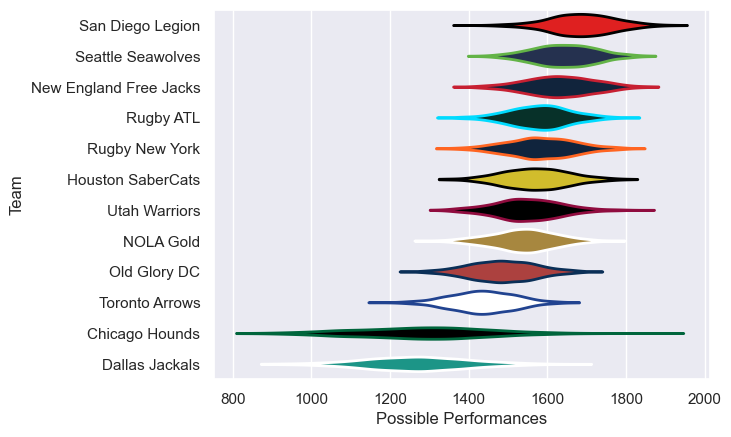 San Diego Legion
Seattle Seawolves
New England Free Jacks
Rugby ATL
Rugby New York
Houston SaberCats
Utah Warriors
NOLA Gold
Old Glory DC
Toronto Arrows
Chicago Hounds
Dallas Jackals
Team
800 1000 1200 1400 1600 1800 2000
Possible Performances